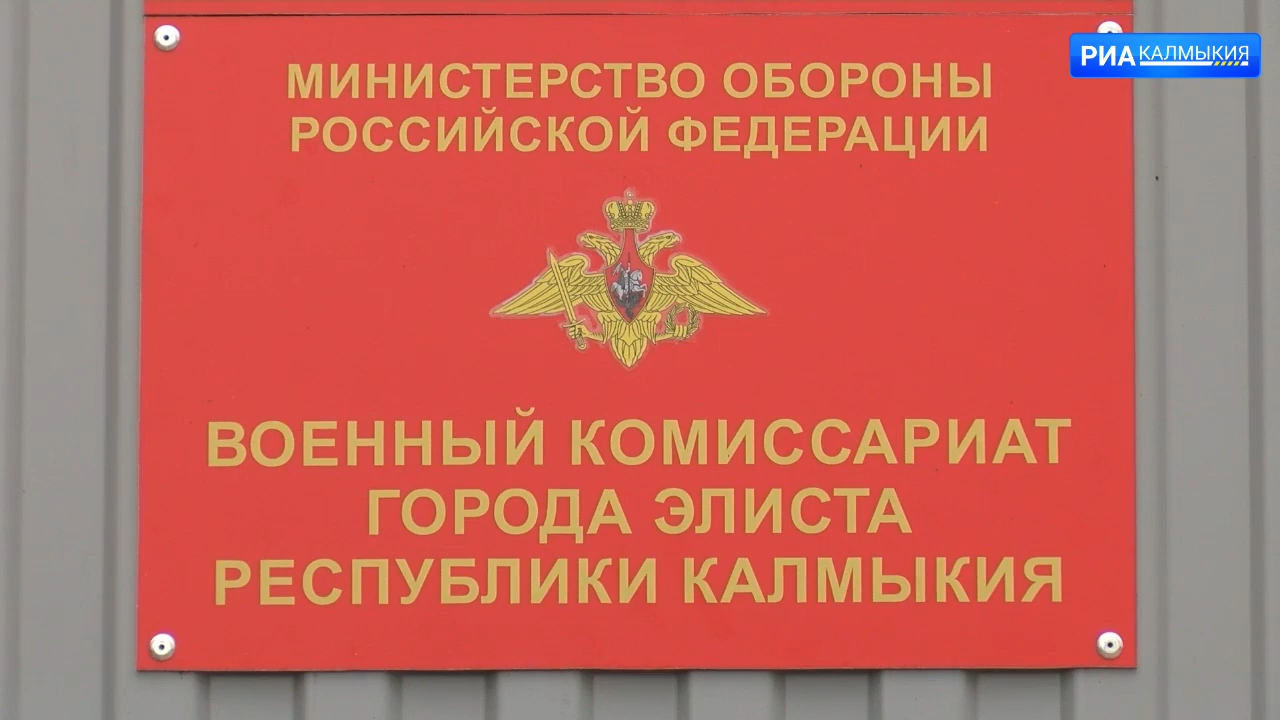 РИА КАЛМЫКИЯ
МИНИСТЕРСТВО ОБОРОНЫ
РОССИЙСКОЙ ФЕДЕРАЦИИ
ВОЕННЫЙ КОМИССАРИАТ
ГОРОДА ЭЛИСТА
РЕСПУБЛИКИ КАЛМЫКИЯ